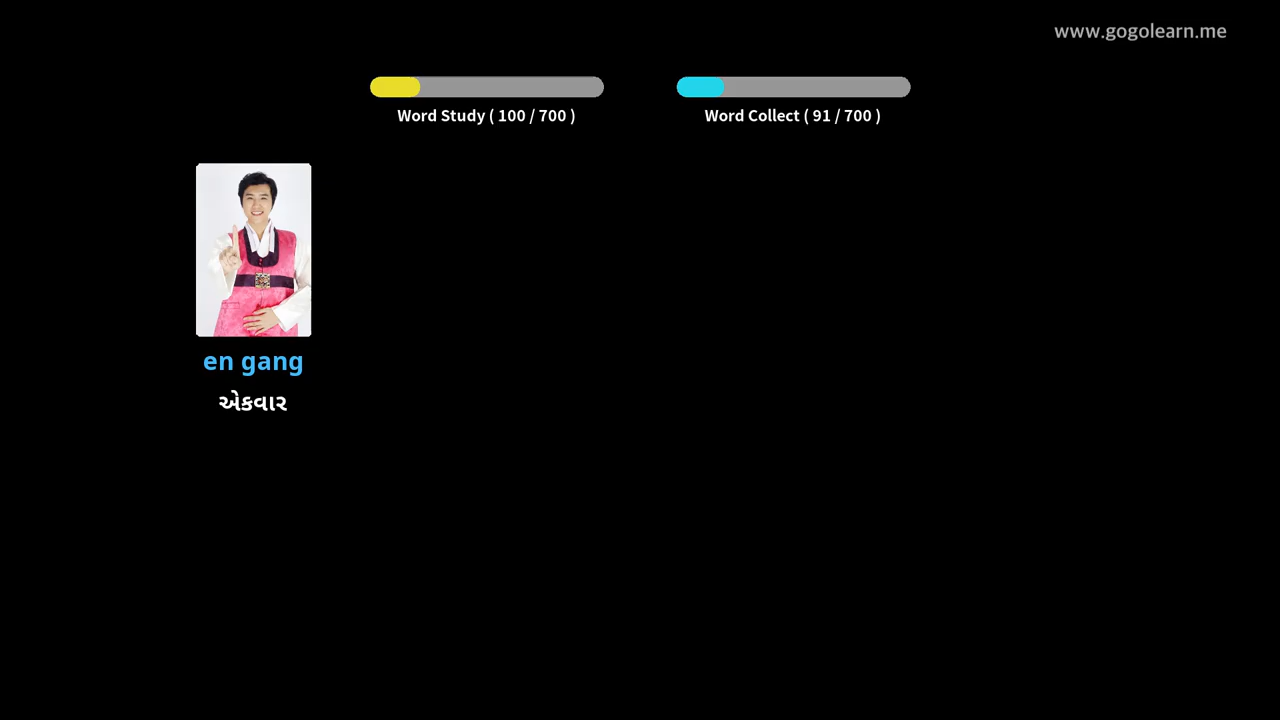 www.gogolearn.me
Word Study ( 100 / 700 )
Word Collect ( 91 / 700 )
en gang
એકવાર